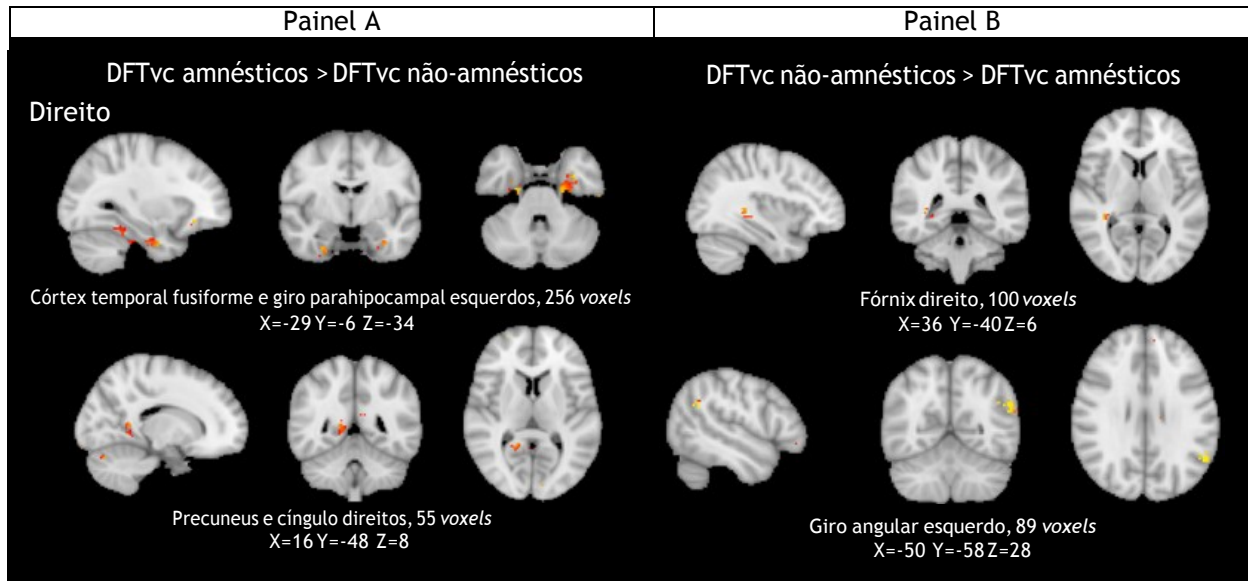 Painel A
Painel B
DFTvc amnésticos > DFTvc não-amnésticos
Direito
Córtex temporal fusiforme e giro parahipocampal esquerdos, 256 voxels
X=-29 Y=-6 Z=-34
Precuneus e cíngulo direitos, 55 voxels
X=16 Y=-48 Z=8
DFTvc não-amnésticos > DFTvc amnésticos
Fórnix direito, 100 voxels
X=36 Y=-40 Z=6
Giro angular esquerdo, 89 voxels
X=-50 Y=-58 Z=28